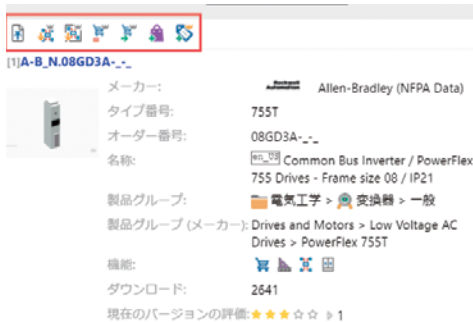 [1]A-B_N.08GD3A-_-_
メーカー: Rockwell Automation Allen-Bradley (NFPA Data)
タイプ番号: 755T
オーダー番号: 08GD3A-_-_
名称: en_US Common Bus Inverter / PowerFlex
755 Drives - Frame size 08 / IP21
製品グループ: 電気工学 > 変換器 > 一般
製品グループ (メーカー): Drives and Motors > Low Voltage AC
Drives > PowerFlex 755T
機能:
ダウンロード: 2641
現在のバージョンの評価: 1